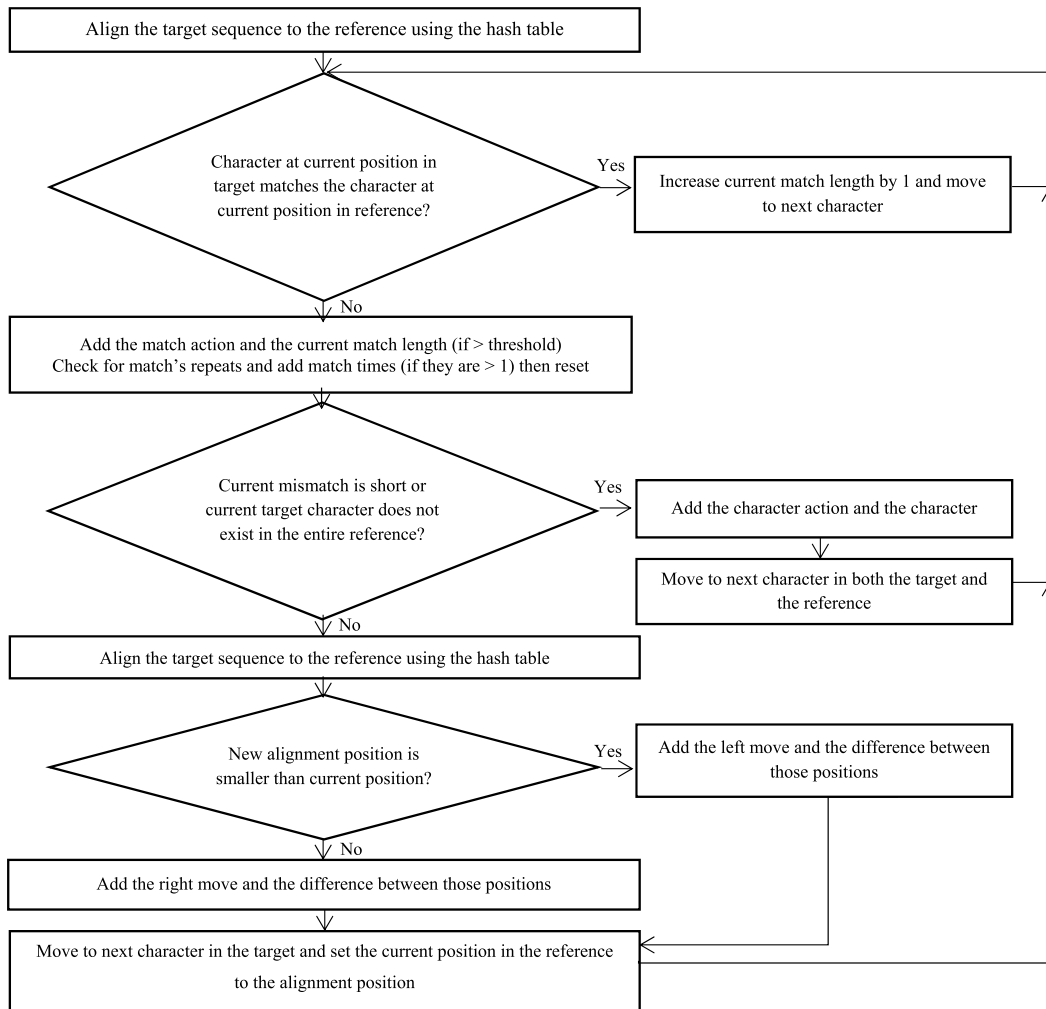 Align the target sequence to the reference using the hash table
Character at current position in
target matches the character at
current position in reference?
Yes
Increase current match length by 1 and move
to next character
No
Add the match action and the current match length (if > threshold)
Check for match’s repeats and add match times (if they are > 1) then reset
Current mismatch is short or
current target character does not
exist in the entire reference?
Yes
Add the character action and the character
Move to next character in both the target and
the reference
No
Align the target sequence to the reference using the hash table
New alignment position is
smaller than current position?
Yes
Add the left move and the difference between
those positions
No
Add the right move and the difference between those positions
Move to next character in the target and set the current position in the reference
to the alignment position